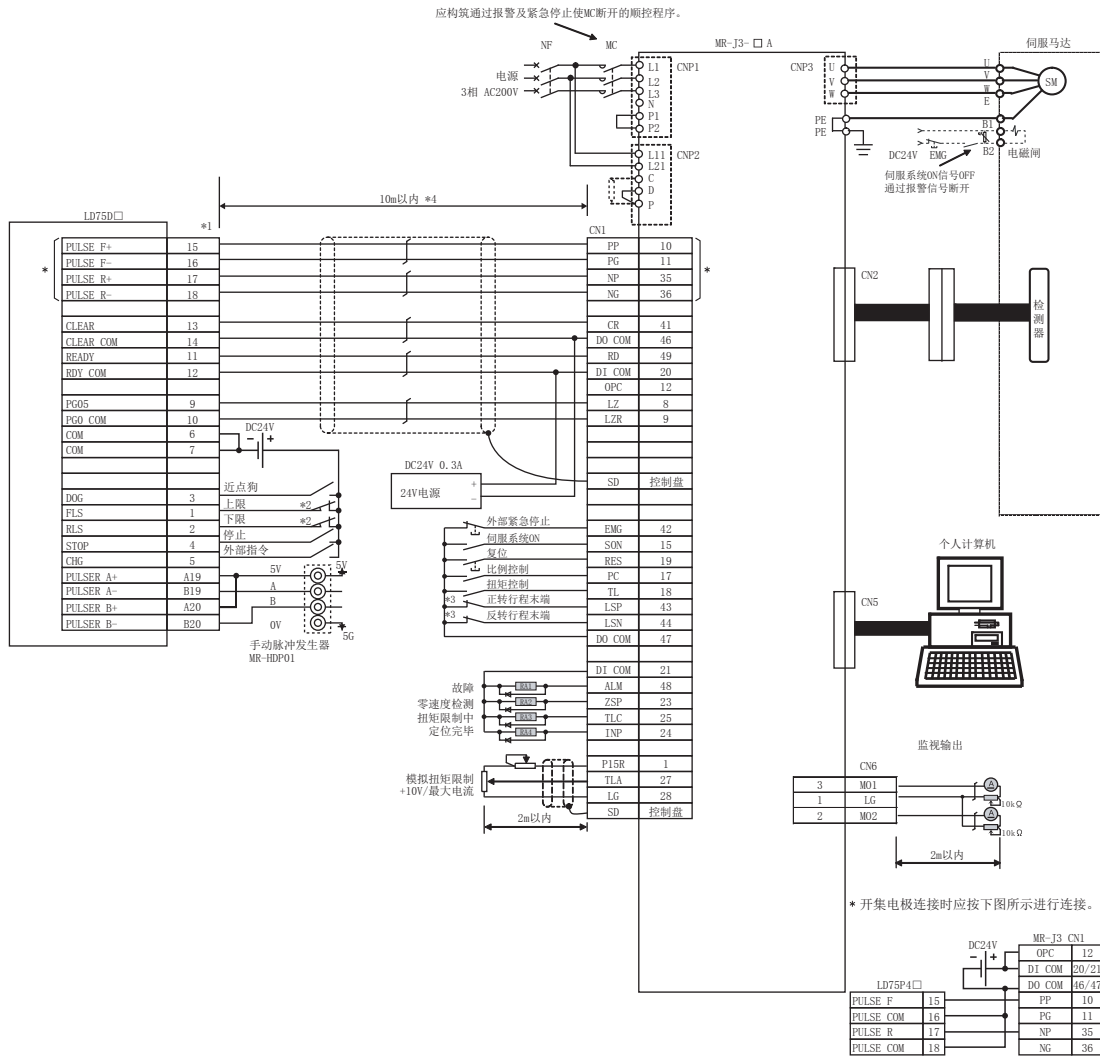 应构筑通过报警及紧急停止使MC断开的顺控程序。
NF MC MR-J3-□ A 伺服马达
电源
3相 AC200V
L1 CNP1
L2
L3
N
P1
P2
CNP3 U
V
W
U
V
W
E
SM
PE
PE
B1
B2 电磁闸
DC24V EMG
伺服系统ON信号OFF
通过报警信号断开
L11 CNP2
L21
C
D
P
10m以内 *4
LD75D□
*1
CN1
*
PULSE F+ 15
PULSE F- 16
PULSE R+ 17
PULSE R- 18
CLEAR 13
CLEAR COM 14
READY 11
RDY COM 12
PGO5 9
PGO COM 10
COM 6
COM 7
DOG 3
FLS 1
RLS 2
STOP 4
CHG 5
PULSER A+ A19
PULSER A- B19
PULSER B+ A20
PULSER B- B20
DC24V
- +
近点狗
上限 *2
下限 *2
停止
外部指令
5V
A
B
0V
5V
5G
手动脉冲发生器
MR-HDP01
PP 10
PG 11
NP 35
NG 36
*
CR 41
DO COM 46
RD 49
DI COM 20
OPC 12
LZ 8
LZR 9
SD 控制盘
DC24V 0.3A
24V电源
+
-
外部紧急停止 EMG 42
伺服系统ON SON 15
复位 RES 19
比例控制 PC 17
扭矩控制 TL 18
*3 正转行程末端 LSP 43
*3 反转行程末端 LSN 44
DO COM 47
DI COM 21
故障 RA1 ALM 48
零速度检测 RA2 ZSP 23
扭矩限制中 RA3 TLC 25
定位完毕 RA4 INP 24
P15R 1
模拟扭矩限制
+10V/最大电流
TLA 27
LG 28
SD 控制盘
2m以内
CN2
检测器
个人计算机
CN5
监视输出
CN6
3 MO1
1 LG
2 MO2
A
10kΩ
A
10kΩ
2m以内
* 开集电极连接时应按下图所示进行连接。
DC24V
- +
MR-J3 CN1
OPC 12
DI COM 20/21
DO COM 46/47
PP 10
PG 11
NP 35
NG 36
LD75P4□
PULSE F 15
PULSE COM 16
PULSE R 17
PULSE COM 18